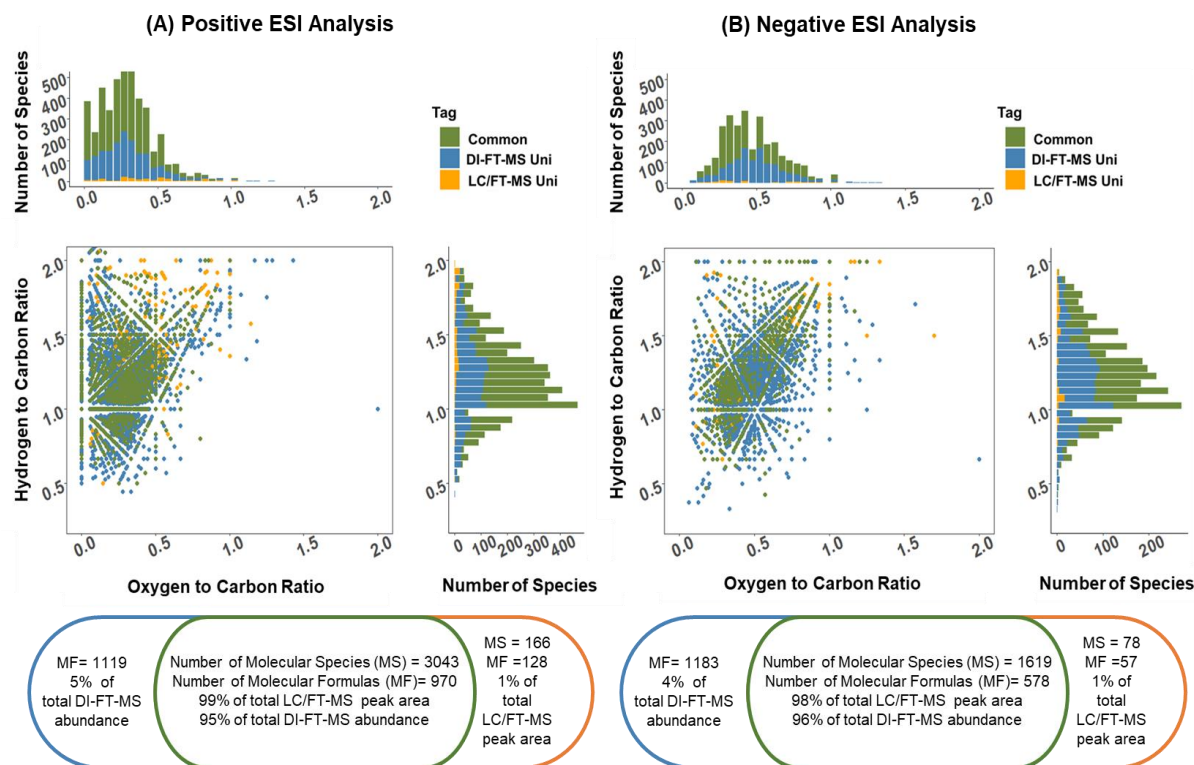 (A) Positive ESI Analysis
Number of Species
500
400
300
200
100
0
0.0
0.5
1.0
1.5
2.0
Tag
Common
DI-FT-MS Uni
LC/FT-MS Uni
Hydrogen to Carbon Ratio
2.0
1.5
1.0
0.5
0.0
0.5
1.0
1.5
2.0
Oxygen to Carbon Ratio
2.0
1.5
1.0
0.5
0
100
200
300
400
Number of Species
MF= 1119
5% of
total DI-FT-MS
abundance
Number of Molecular Species (MS) = 3043
Number of Molecular Formulas (MF)= 970
99% of total LC/FT-MS peak area
95% of total DI-FT-MS abundance
MS = 166
MF =128
1% of
total
LC/FT-MS
peak area
(B) Negative ESI Analysis
Number of Species
500
400
300
200
100
0
0.0
0.5
1.0
1.5
2.0
Tag
Common
DI-FT-MS Uni
LC/FT-MS Uni
Hydrogen to Carbon Ratio
2.0
1.5
1.0
0.5
0.0
0.5
1.0
1.5
2.0
Oxygen to Carbon Ratio
2.0
1.5
1.0
0.5
0
100
200
Number of Species
MF= 1183
4% of
total DI-FT-MS
abundance
Number of Molecular Species (MS) = 1619
Number of Molecular Formulas (MF)= 578
98% of total LC/FT-MS peak area
96% of total DI-FT-MS abundance
MS = 78
MF =57
1% of
total
LC/FT-MS
peak area